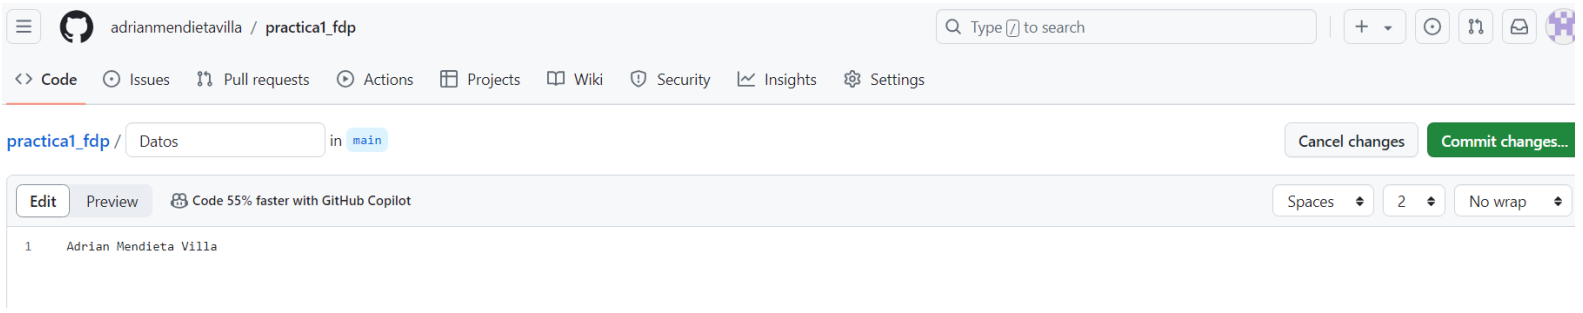 adrianmendietavilla / practica1_fdp
Type / to search
Code Issues Pull requests Actions Projects Wiki Security Insights Settings
practica1_fdp / Datos in main
Cancel changes Commit changes...
Edit Preview Code 55% faster with GitHub Copilot
Spaces 2 No wrap
1 Adrian Mendieta Villa